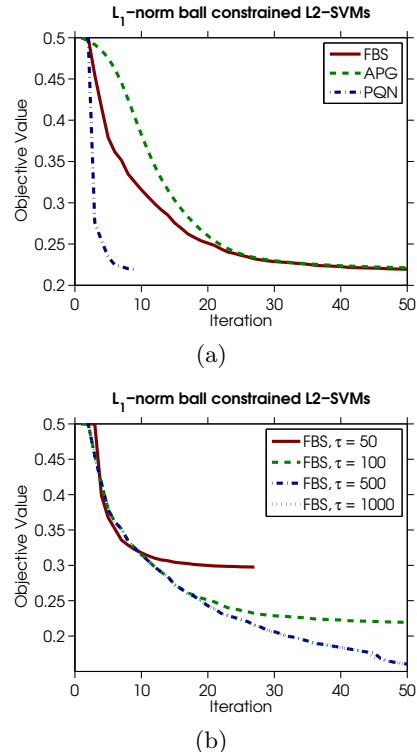 L1-norm ball constrained L2-SVMs
0.5
0.45
0.4
0.35
0.3
0.25
0.2
Objective Value
FBS
APG
PQN
0 10 20 30 40 50
Iteration
(a)
L1-norm ball constrained L2-SVMs
0.5
0.45
0.4
0.35
0.3
0.25
0.2
Objective Value
FBS, τ = 50
FBS, τ = 100
FBS, τ = 500
FBS, τ = 1000
0 10 20 30 40 50
Iteration
(b)